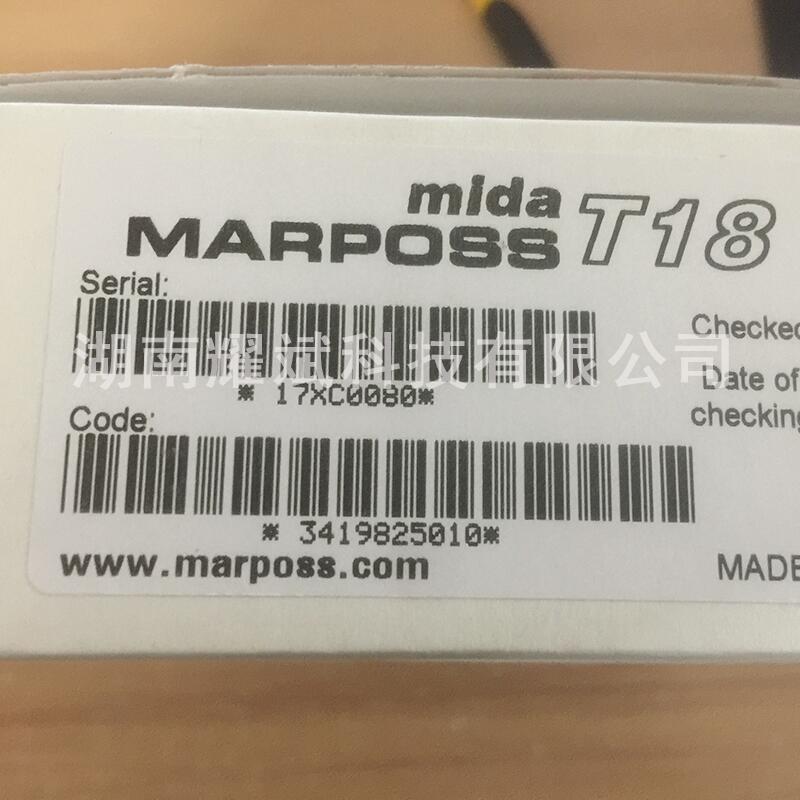 mida
MARPOSS T18
Serial:
* 17XC0080*
Checked
Date of
checking
Code:
* 3419825010*
www.marposs.com
MADE
湖南耀斌科技有限公司